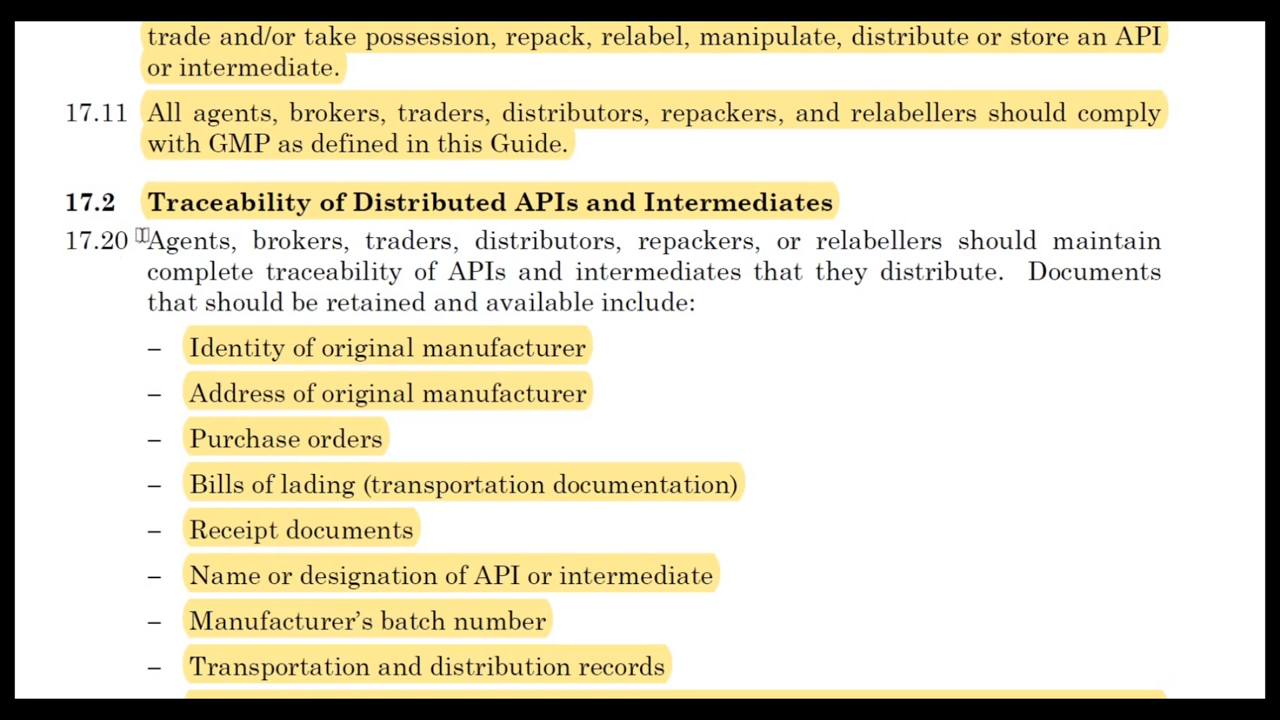 trade and/or take possession, repack, relabel, manipulate, distribute or store an API
or intermediate.
17.11 All agents, brokers, traders, distributors, repackers, and relabellers should comply
with GMP as defined in this Guide.
17.2 Traceability of Distributed APIs and Intermediates
17.20 Agents, brokers, traders, distributors, repackers, or relabellers should maintain
complete traceability of APIs and intermediates that they distribute. Documents
that should be retained and available include:
– Identity of original manufacturer
– Address of original manufacturer
– Purchase orders
– Bills of lading (transportation documentation)
– Receipt documents
– Name or designation of API or intermediate
– Manufacturer’s batch number
– Transportation and distribution records